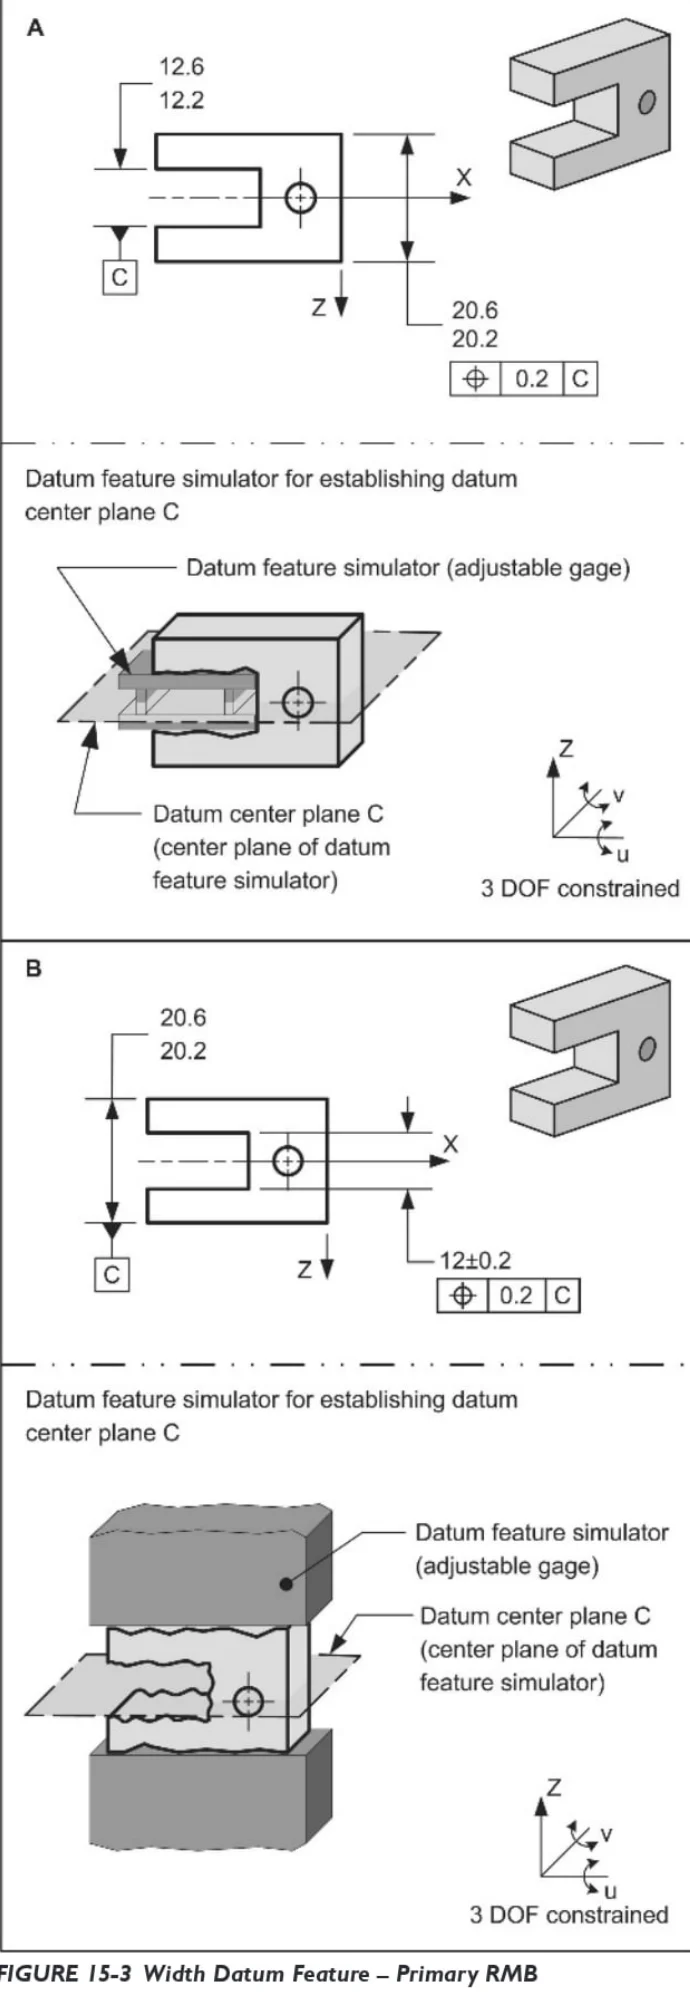 A
12.6
12.2
X
C
Z
20.6
20.2
⌖ 0.2 C
Datum feature simulator for establishing datum
center plane C
Datum feature simulator (adjustable gage)
Z
v
Datum center plane C
(center plane of datum
u
feature simulator)
3 DOF constrained
B
20.6
20.2
X
12±0.2
C
Z
⌖ 0.2 C
Datum feature simulator for establishing datum
center plane C
Datum feature simulator
(adjustable gage)
Datum center plane C
(center plane of datum
feature simulator)
Z
v
u
3 DOF constrained
FIGURE 15-3 Width Datum Feature – Primary RMB